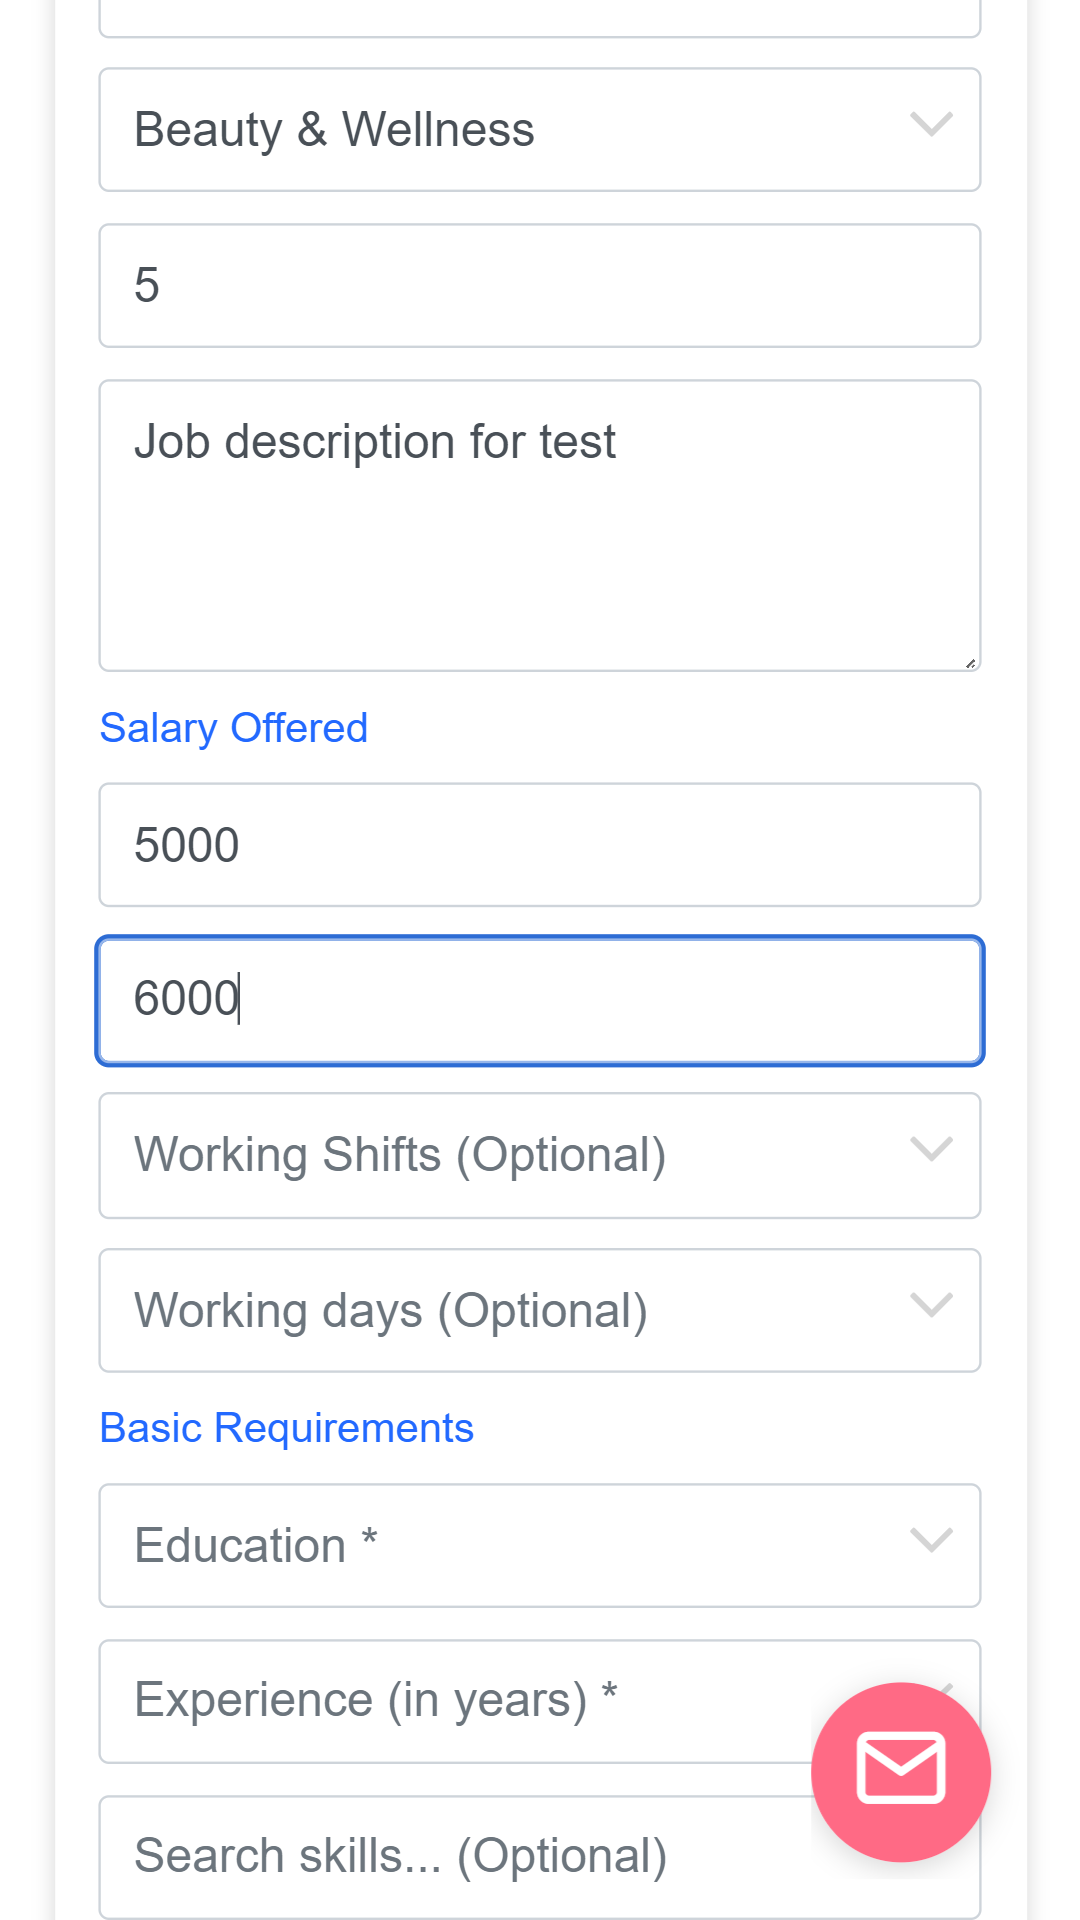 Beauty & Wellness
5
Job description for test
Salary Offered
5000
6000
Working Shifts (Optional)
Working days (Optional)
Basic Requirements
Education *
Experience (in years) *
Search skills... (Optional)